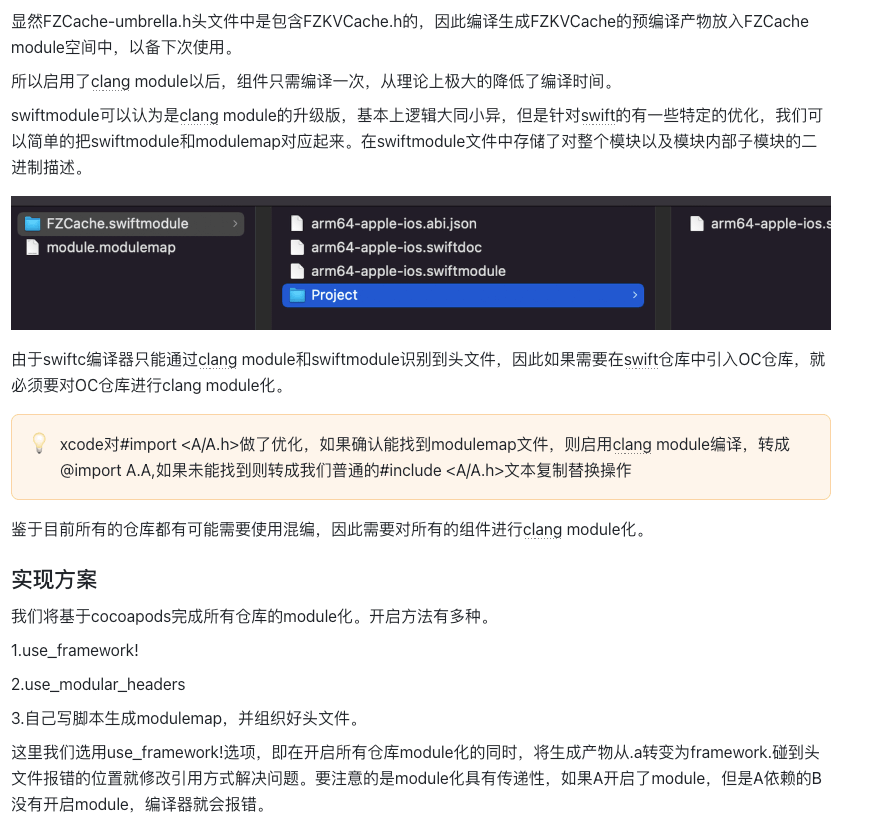 显然FZCache-umbrella.h头文件中是包含FZKVCache.h的，因此编译生成FZKVCache的预编译产物放入FZCache
module空间中，以备下次使用。
所以启用了clang module以后，组件只需编译一次，从理论上极大的降低了编译时间。
swiftmodule可以认为是clang module的升级版，基本上逻辑大同小异，但是针对swift的有一些特定的优化，我们可
以简单的把swiftmodule和modulemap对应起来。在swiftmodule文件中存储了对整个模块以及模块内部子模块的二
进制描述。
FZCache.swiftmodule
module.modulemap
arm64-apple-ios.abi.json
arm64-apple-ios.swiftdoc
arm64-apple-ios.swiftmodule
Project
arm64-apple-ios.s
由于swiftc编译器只能通过clang module和swiftmodule识别到头文件，因此如果需要在swift仓库中引入OC仓库，就
必须要对OC仓库进行clang module化。
xcode对#import <A/A.h>做了优化，如果确认能找到modulemap文件，则启用clang module编译，转成
@import A.A,如果未能找到则转成我们普通的#include <A/A.h>文本复制替换操作
鉴于目前所有的仓库都有可能需要使用混编，因此需要对所有的组件进行clang module化。
实现方案
我们将基于cocoapods完成所有仓库的module化。开启方法有多种。
1.use_framework!
2.use_modular_headers
3.自己写脚本生成modulemap，并组织好头文件。
这里我们选用use_framework!选项，即在开启所有仓库module化的同时，将生成产物从.a转变为framework.碰到头
文件报错的位置就修改引用方式解决问题。要注意的是module化具有传递性，如果A开启了module，但是A依赖的B
没有开启module，编译器就会报错。